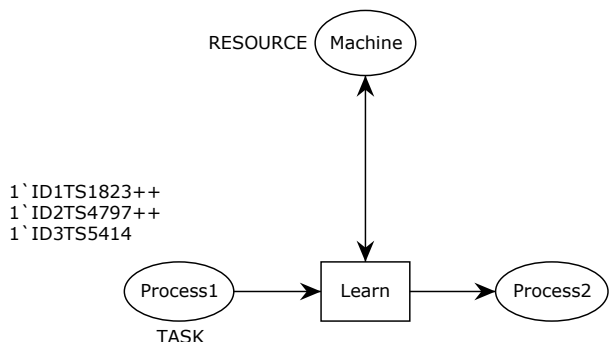 RESOURCE Machine
1`ID1TS1823++
1`ID2TS4797++
1`ID3TS5414
Process1 Learn Process2
TASK